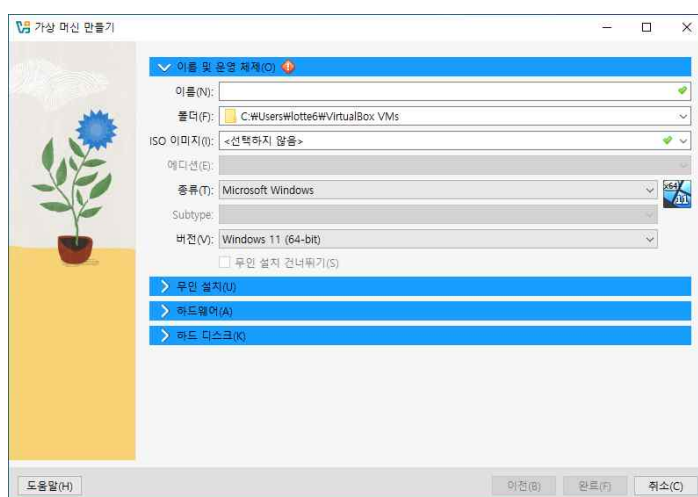 가상 머신 만들기
이름 및 운영 체제(O)
이름(N):
폴더(F): C:₩Users₩lotte6₩VirtualBox VMs
ISO 이미지(I): <선택하지 않음>
에디션(E):
종류(T): Microsoft Windows
x64
11
Subtype:
버전(V): Windows 11 (64-bit)
무인 설치 건너뛰기(S)
무인 설치(U)
하드웨어(A)
하드 디스크(K)
도움말(H) 이전(B) 완료(F) 취소(C)